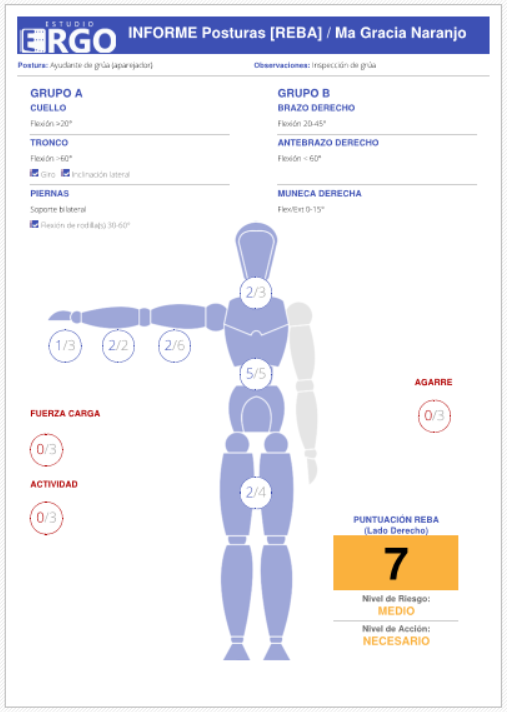 ESTUDIO
ERGO
INFORME Posturas [REBA] / Ma Gracia Naranjo
Postura: Ayudante de grúa (aparejador)
Observaciones: Inspección de grúa
GRUPO A
CUELLO
Flexión >20°
TRONCO
Flexión >60°
Giro Inclinación lateral
PIERNAS
Soporte bilateral
Flexión de rodilla(s) 30-60°
GRUPO B
BRAZO DERECHO
Flexión 20-45°
ANTEBRAZO DERECHO
Flexión < 60°
MUNECA DERECHA
Flex/Ext 0-15°
2/3
1/3 2/2 2/6
5/5
AGARRE
0/3
FUERZA CARGA
0/3
ACTIVIDAD
0/3
2/4
PUNTUACIÓN REBA
(Lado Derecho)
7
Nivel de Riesgo:
MEDIO
Nivel de Acción:
NECESARIO